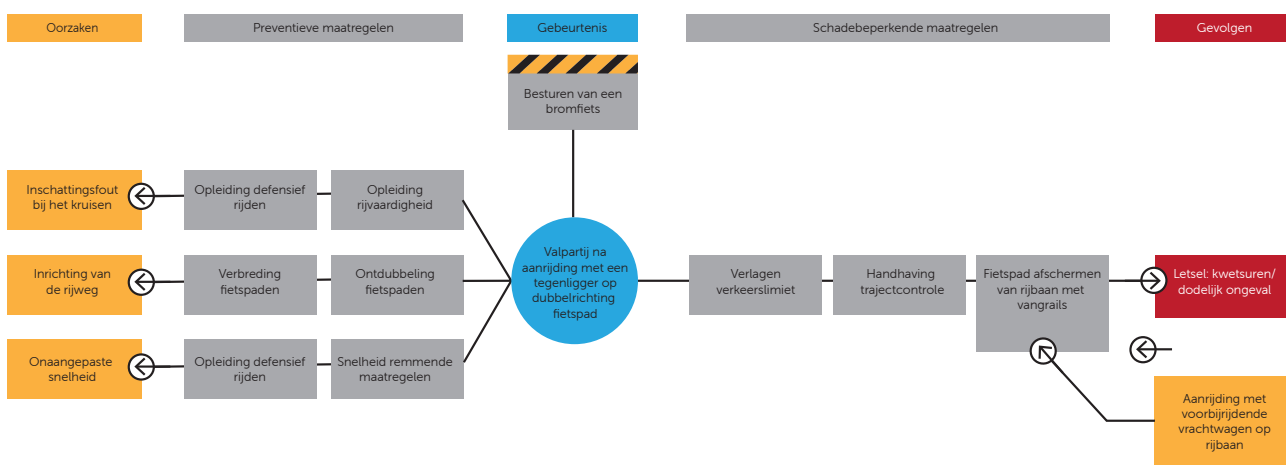 Oorzaken
Preventieve maatregelen
Gebeurtenis
Schadebeperkende maatregelen
Gevolgen
Besturen van een
bromfiets
Inschattingsfout
bij het kruisen
Opleiding defensief
rijden
Opleiding
rijvaardigheid
Inrichting van
de rijweg
Verbreding
fietspaden
Ontdubbeling
fietspaden
Onaangepaste
snelheid
Opleiding defensief
rijden
Snelheid remmende
maatregelen
Valpartij na
aanrijding met een
tegenligger op
dubbelrichting
fietspad
Verlagen
verkeerslimiet
Handhaving
trajectcontrole
Fietspad afschermen
van rijbaan met
vangrails
Letsel: kwetsuren/
dodelijk ongeval
Aanrijding met
voorbijrijdende
vrachtwagen op
rijbaan